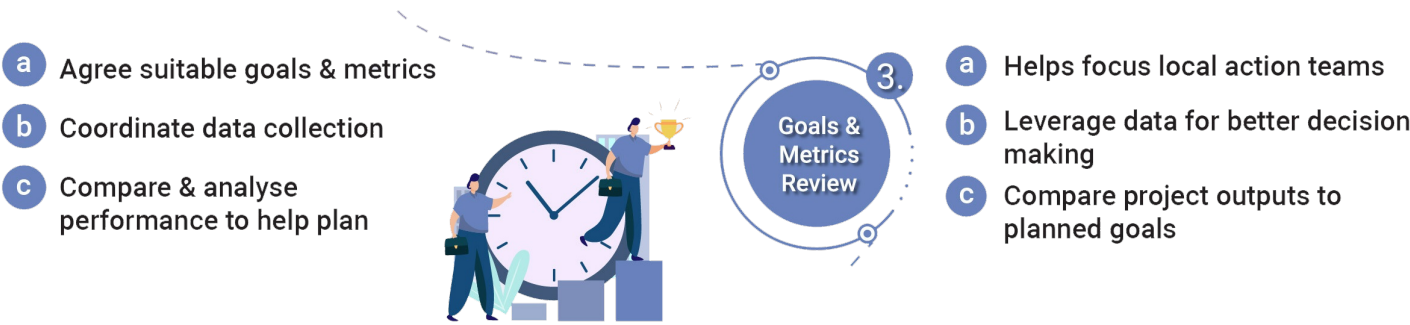 a Agree suitable goals & metrics
b Coordinate data collection
c Compare & analyse
performance to help plan
3.
Goals &
Metrics
Review
a Helps focus local action teams
b Leverage data for better decision
making
c Compare project outputs to
planned goals